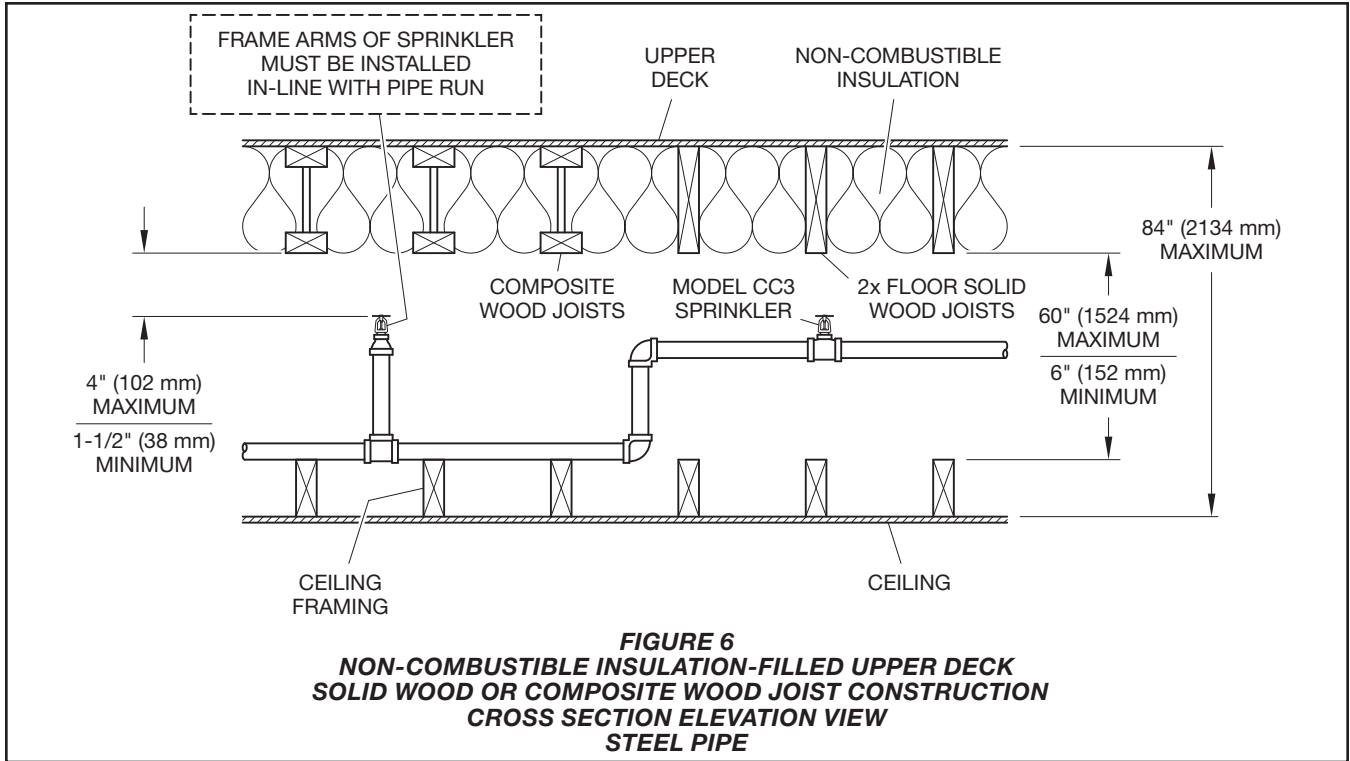 FRAME ARMS OF SPRINKLER
MUST BE INSTALLED
IN-LINE WITH PIPE RUN
UPPER
DECK
NON-COMBUSTIBLE
INSULATION
84" (2134 mm)
MAXIMUM
COMPOSITE
WOOD JOISTS
MODEL CC3
SPRINKLER
2x FLOOR SOLID
WOOD JOISTS
60" (1524 mm)
MAXIMUM
6" (152 mm)
MINIMUM
4" (102 mm)
MAXIMUM
1-1/2" (38 mm)
MINIMUM
CEILING
FRAMING
CEILING
FIGURE 6
NON-COMBUSTIBLE INSULATION-FILLED UPPER DECK
SOLID WOOD OR COMPOSITE WOOD JOIST CONSTRUCTION
CROSS SECTION ELEVATION VIEW
STEEL PIPE